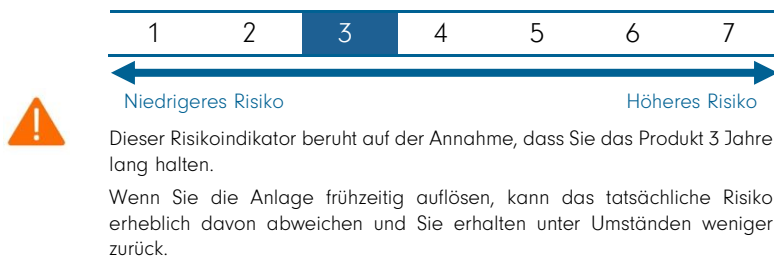 1 2 3 4 5 6 7
Niedrigeres Risiko Höheres Risiko
Dieser Risikoindikator beruht auf der Annahme, dass Sie das Produkt 3 Jahre
lang halten.
Wenn Sie die Anlage frühzeitig auflösen, kann das tatsächliche Risiko
erheblich davon abweichen und Sie erhalten unter Umständen weniger
zurück.